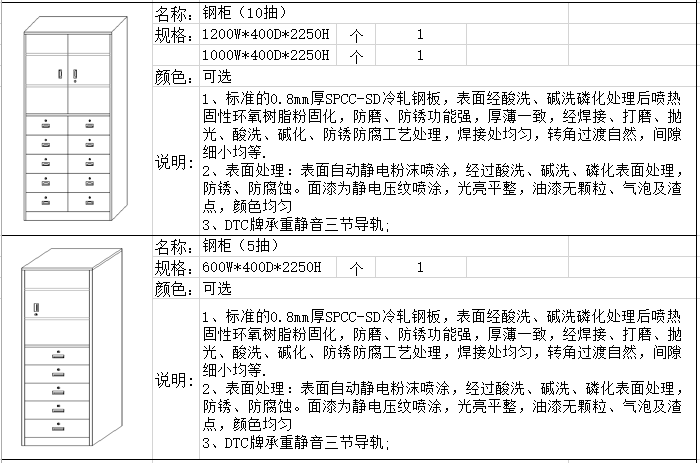 名称： 钢柜（10抽）
规格： 1200W*400D*2250H 个 1
1000W*400D*2250H 个 1
颜色： 可选
说明：
1、标准的0.8mm厚SPCC-SD冷轧钢板，表面经酸洗、碱洗磷化处理后喷热
固性环氧树脂粉固化，防磨、防锈功能强，厚薄一致，经焊接、打磨、抛
光、酸洗、碱化、防锈防腐工艺处理，焊接处均匀，转角过渡自然，间隙
细小均等.
2、表面处理：表面自动静电粉沫喷涂，经过酸洗、碱洗、磷化表面处理，
防锈、防腐蚀。面漆为静电压纹喷涂，光亮平整，油漆无颗粒、气泡及渣
点，颜色均匀
3、DTC牌承重静音三节导轨;
名称： 钢柜（5抽）
规格： 600W*400D*2250H 个 1
颜色： 可选
说明：
1、标准的0.8mm厚SPCC-SD冷轧钢板，表面经酸洗、碱洗磷化处理后喷热
固性环氧树脂粉固化，防磨、防锈功能强，厚薄一致，经焊接、打磨、抛
光、酸洗、碱化、防锈防腐工艺处理，焊接处均匀，转角过渡自然，间隙
细小均等.
2、表面处理：表面自动静电粉沫喷涂，经过酸洗、碱洗、磷化表面处理，
防锈、防腐蚀。面漆为静电压纹喷涂，光亮平整，油漆无颗粒、气泡及渣
点，颜色均匀
3、DTC牌承重静音三节导轨;